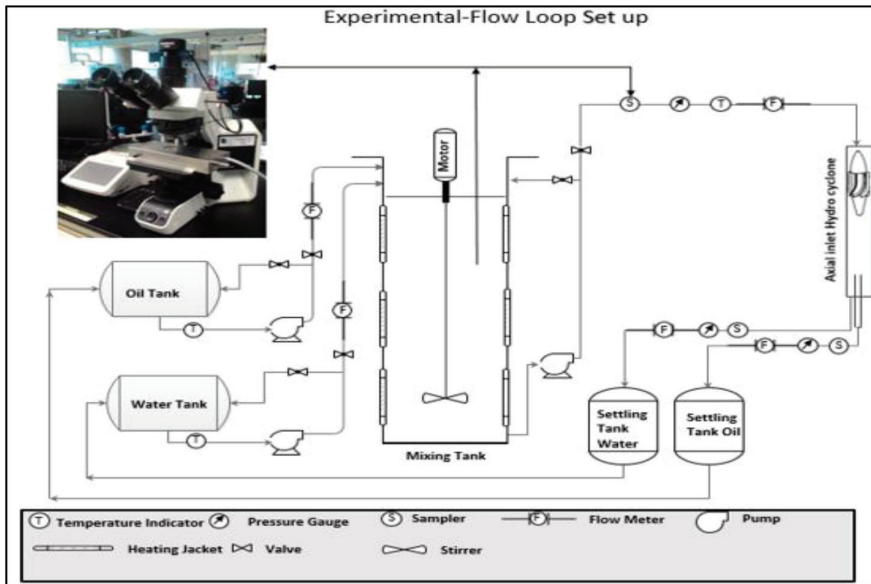 Experimental-Flow Loop Set up
Motor
S
T
F
F
F
Axial inlet Hydro cyclone
Oil Tank
T
F
S
F
S
Water Tank
T
Settling
Tank
Water
Settling
Tank Oil
Mixing Tank
T
Temperature Indicator
Pressure Gauge
S
Sampler
F
Flow Meter
Pump
Heating Jacket
Valve
Stirrer